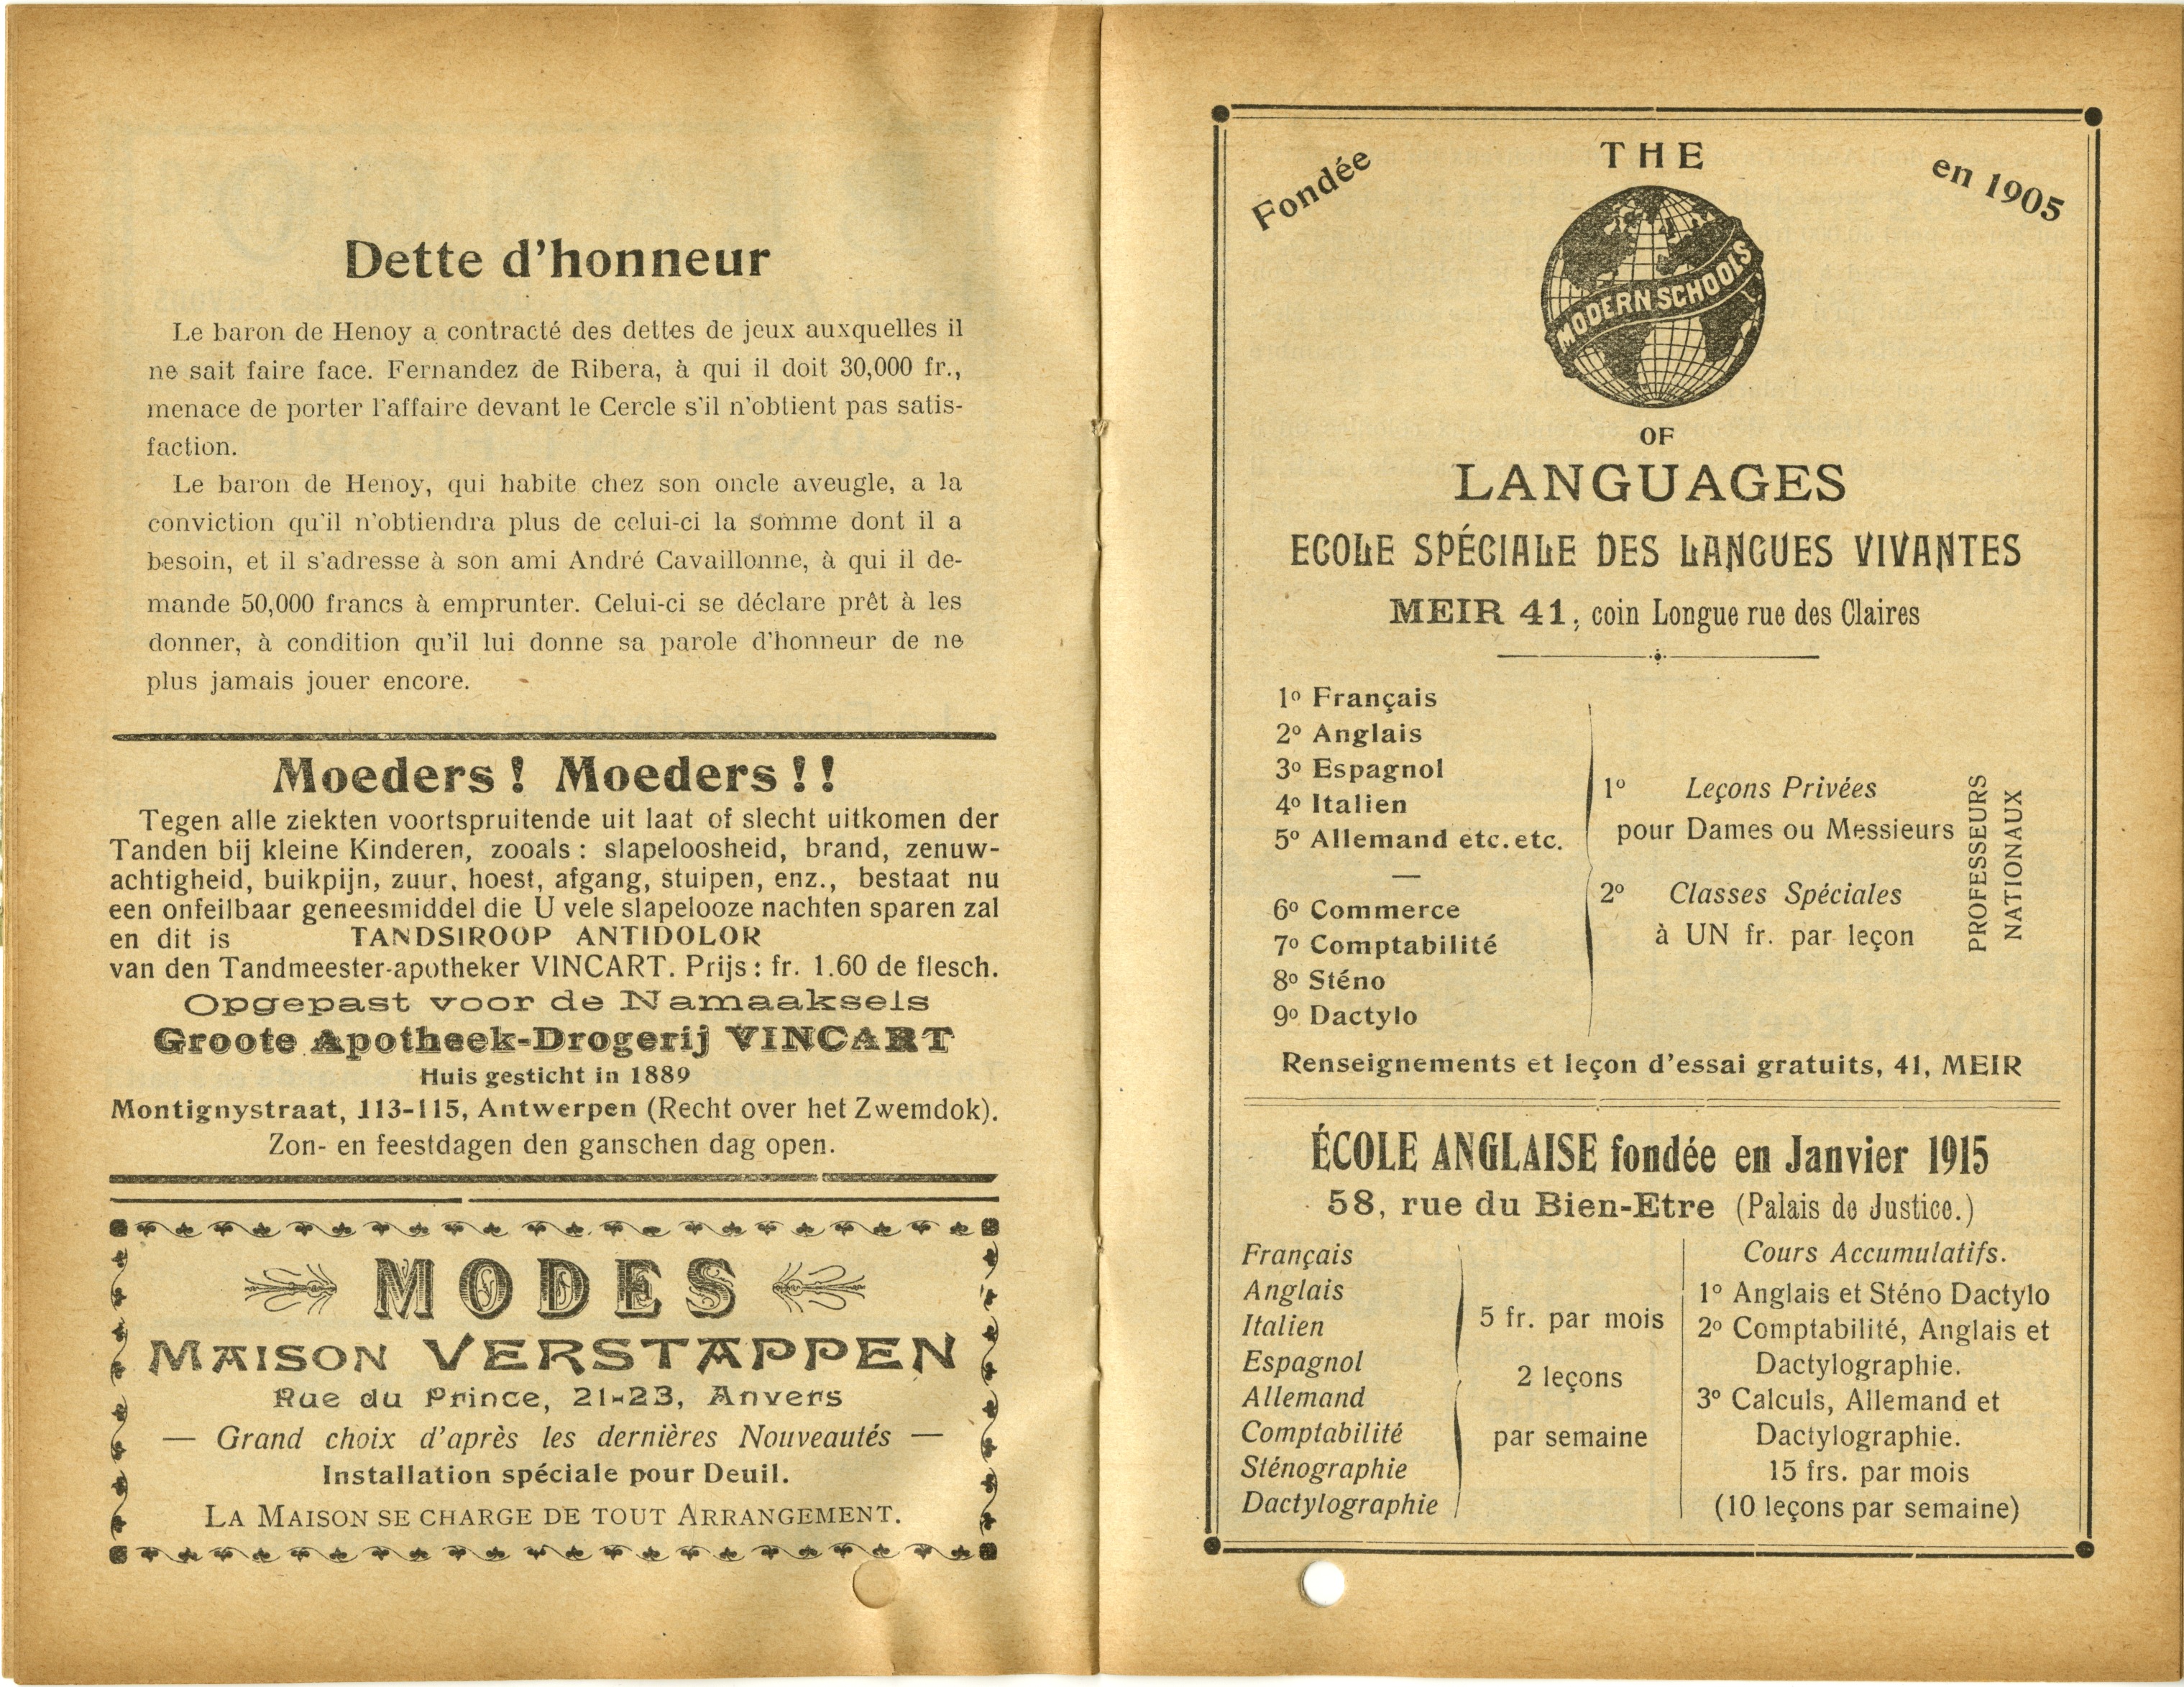 Dette d'honneur
Le baron de Henoy a contracté des dettes de jeux auxquelles il
ne sait faire face. Fernandez de Ribera, à qui il doit 30,000 fr.,
menace de porter l'affaire devant le Cercle s'il n'obtient pas satis-
faction.
Le baron de Henoy, qui habite chez son oncle aveugle, a la
conviction qu'il n'obtiendra plus de celui-ci la somme dont il a
besoin, et il s'adresse à son ami André Cavaillonne, à qui il de-
mande 50,000 francs à emprunter. Celui-ci se déclare prêt à les
donner, à condition qu'il lui donne sa parole d'honneur de ne
plus jamais jouer encore.
Moeders ! Moeders ! !
Tegen alle ziekten voortspruitende uit laat of slecht uitkomen der
Tanden bij kleine Kinderen, zooals : slapeloosheid, brand, zenuw-
achtigheid, buikpijn, zuur, hoest, afgang, stuipen, enz., bestaat nu
een onfeilbaar geneesmiddel die U vele slapelooze nachten sparen zal
en dit is TANDSIROOP ANTIDOLOR
van den Tandmeester-apotheker VINCART. Prijs : fr. 1.60 de flesch.
Opgepast voor de Namaaksels
Groote Apotheek-Drogerij VINCART
Huis gesticht in 1889
Montignystraat, 113-115, Antwerpen (Recht over het Zwemdok).
Zon- en feestdagen den ganschen dag open.
MODES
MAISON VERSTAPPEN
Rue du Prince, 21-23, Anvers
— Grand choix d'après les dernières Nouveautés —
Installation spéciale pour Deuil.
LA MAISON SE CHARGE DE TOUT ARRANGEMENT.
Fondée
THE
en 1905
MODERN SCHOOLS
OF
LANGUAGES
ECOLE SPÉCIALE DES LANGUES VIVANTES
MEIR 41, coin Longue rue des Claires
1º Français
2º Anglais
3º Espagnol
4º Italien
5º Allemand etc. etc.
—
6º Commerce
7º Comptabilité
8º Sténo
9º Dactylo
1º Leçons Privées
pour Dames ou Messieurs
2º Classes Spéciales
à UN fr. par leçon
PROFESSEURS
NATIONAUX
Renseignements et leçon d'essai gratuits, 41, MEIR
ÉCOLE ANGLAISE fondée en Janvier 1915
58, rue du Bien-Etre (Palais de Justice.)
Français
Anglais
Italien
Espagnol
Allemand
Comptabilité
Sténographie
Dactylographie
5 fr. par mois
2 leçons
par semaine
Cours Accumulatifs.
1º Anglais et Sténo Dactylo
2º Comptabilité, Anglais et
Dactylographie.
3º Calculs, Allemand et
Dactylographie.
15 frs. par mois
(10 leçons par semaine)